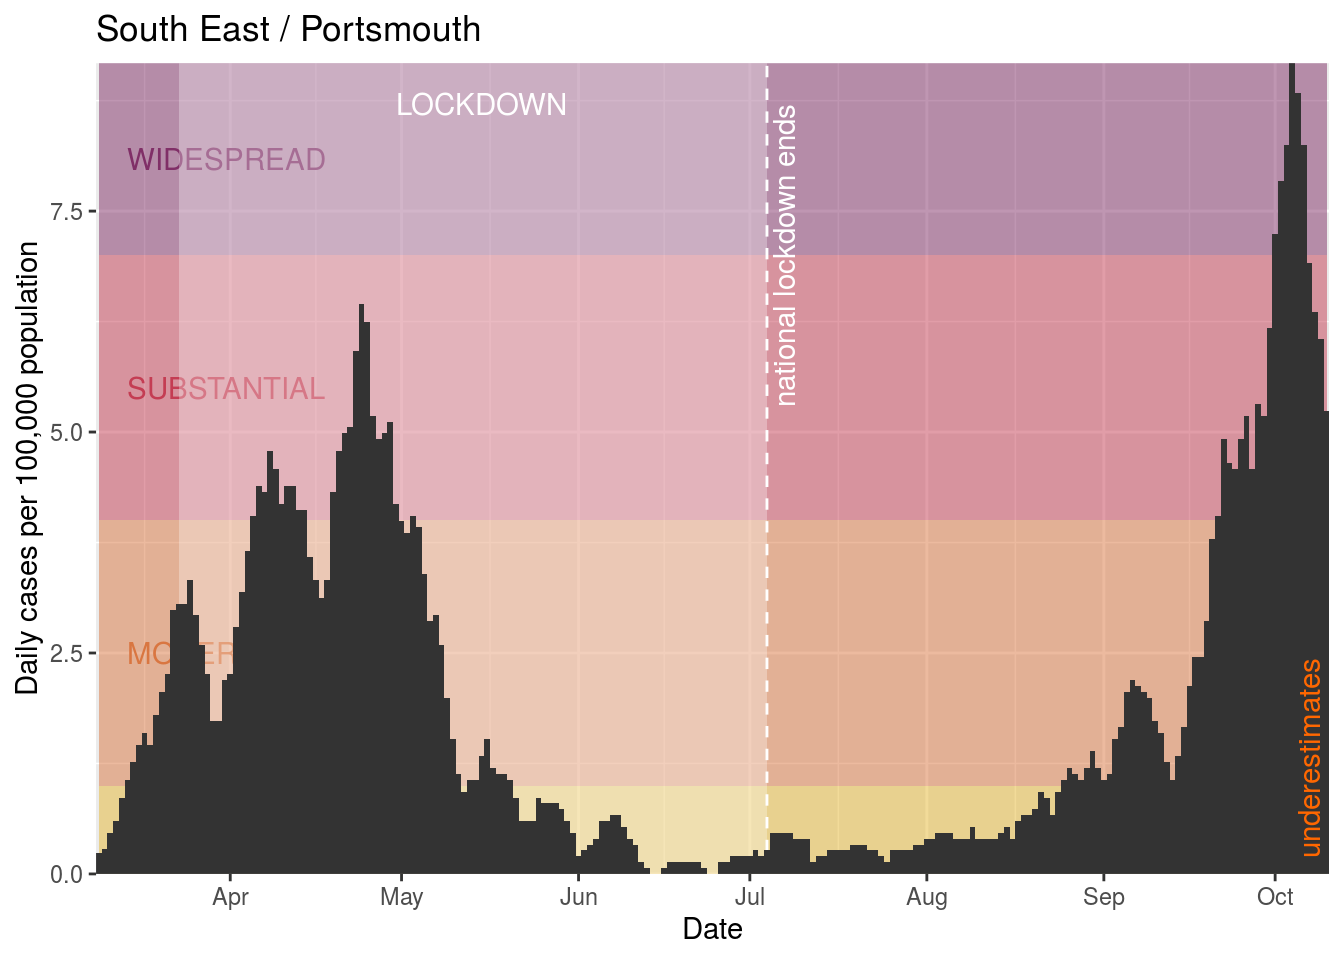 South East / Portsmouth
LOCKDOWN
WIDESPREAD
SUBSTANTIAL
national lockdown ends
underestimates
Daily cases per 100,000 population
7.5
5.0
2.5
0.0
Apr
May
Jun
Jul
Aug
Sep
Oct
Date